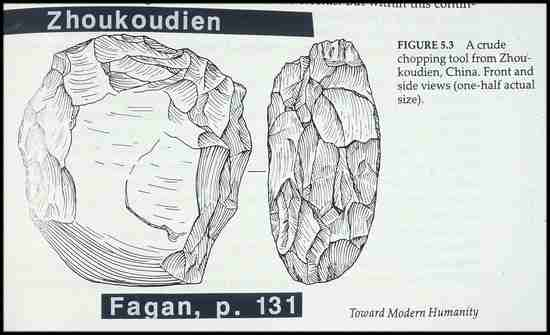 Zhoukoudien
FIGURE 5.3 A crude
chopping tool from Zhou-
koudien, China. Front and
side views (one-half actual
size).
Fagan, p. 131
Toward Modern Humanity